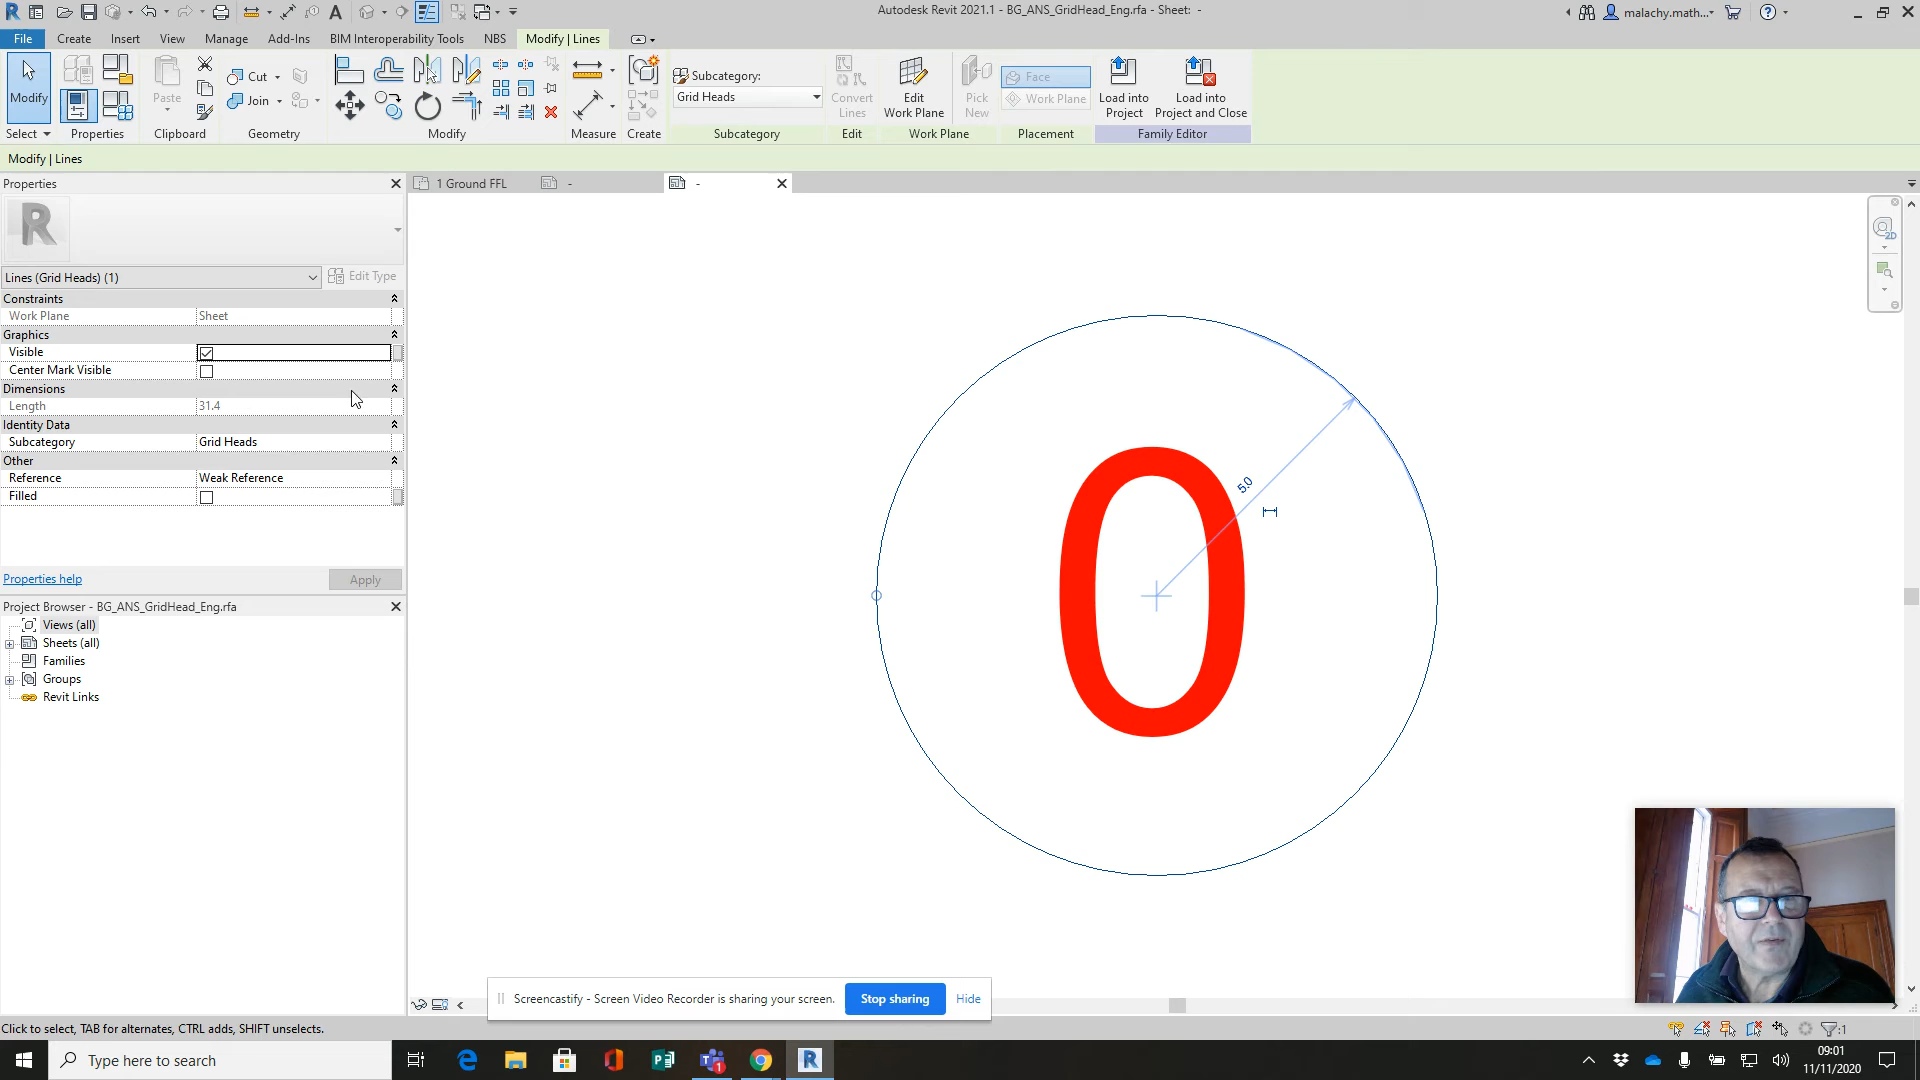 Autodesk Revit 2021.1 - BG_ANS_GridHead_Eng.rfa - Sheet: -
malachy.math...
File
Create
Insert
View
Manage
Add-Ins
BIM Interoperability Tools
NBS
Modify | Lines
Modify
Paste
Cut
Join
Subcategory:
Grid Heads
Convert
Lines
Edit
Work Plane
Pick
New
Face
Work Plane
Load into
Project
Load into
Project and Close
Select
Properties
Clipboard
Geometry
Modify
Measure
Create
Subcategory
Edit
Work Plane
Placement
Family Editor
Modify | Lines
Properties
1 Ground FFL
-
-
R
Lines (Grid Heads) (1)
Edit Type
Constraints
Work Plane
Sheet
Graphics
Visible
Center Mark Visible
Dimensions
Length
31.4
Identity Data
Subcategory
Grid Heads
Other
Reference
Weak Reference
Filled
Properties help
Apply
Project Browser - BG_ANS_GridHead_Eng.rfa
Views (all)
Sheets (all)
Families
Groups
Revit Links
5.0
0
2D
Screencastify - Screen Video Recorder is sharing your screen.
Stop sharing
Hide
Click to select, TAB for alternates, CTRL adds, SHIFT unselects.
:1
Type here to search
09:01
11/11/2020